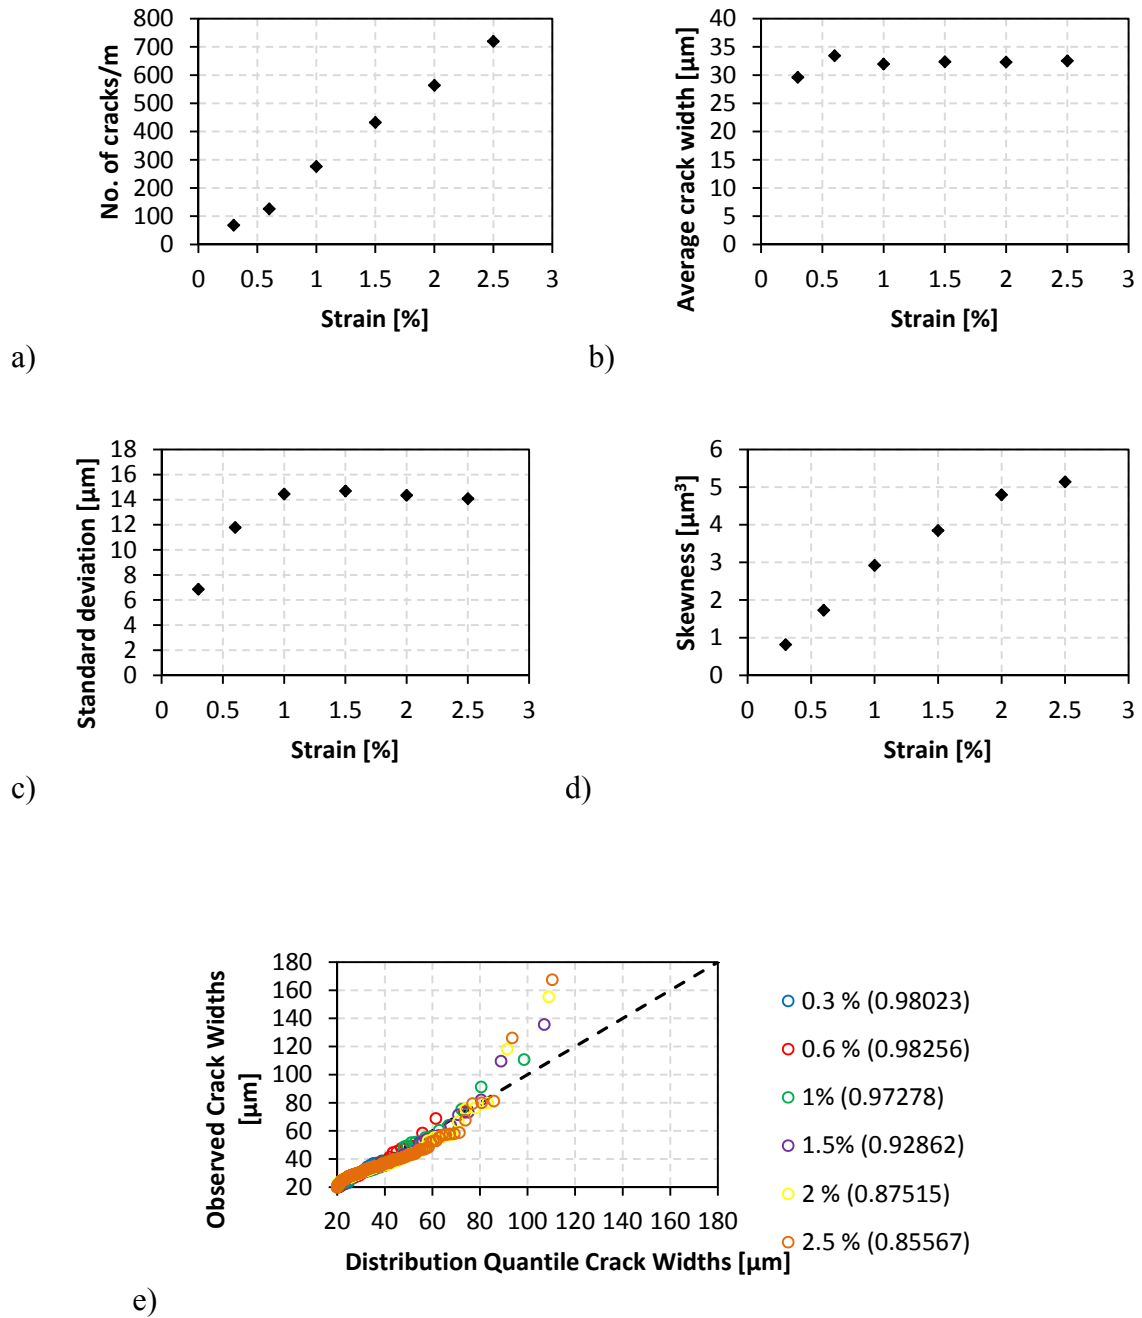 800
700
600
500
400
300
200
100
0
0 0.5 1 1.5 2 2.5 3
No. of cracks/m
Strain [%]
a)
40
35
30
25
20
15
10
5
0
0 0.5 1 1.5 2 2.5 3
Average crack width [µm]
Strain [%]
b)
18
16
14
12
10
8
6
4
2
0
0 0.5 1 1.5 2 2.5 3
Standard deviation [µm]
Strain [%]
c)
6
5
4
3
2
1
0
0 0.5 1 1.5 2 2.5 3
Skewness [µm³]
Strain [%]
d)
180
160
140
120
100
80
60
40
20
20 40 60 80 100 120 140 160 180
Observed Crack Widths
[µm]
Distribution Quantile Crack Widths [µm]
0.3 % (0.98023)
0.6 % (0.98256)
1% (0.97278)
1.5% (0.92862)
2 % (0.87515)
2.5 % (0.85567)
e)